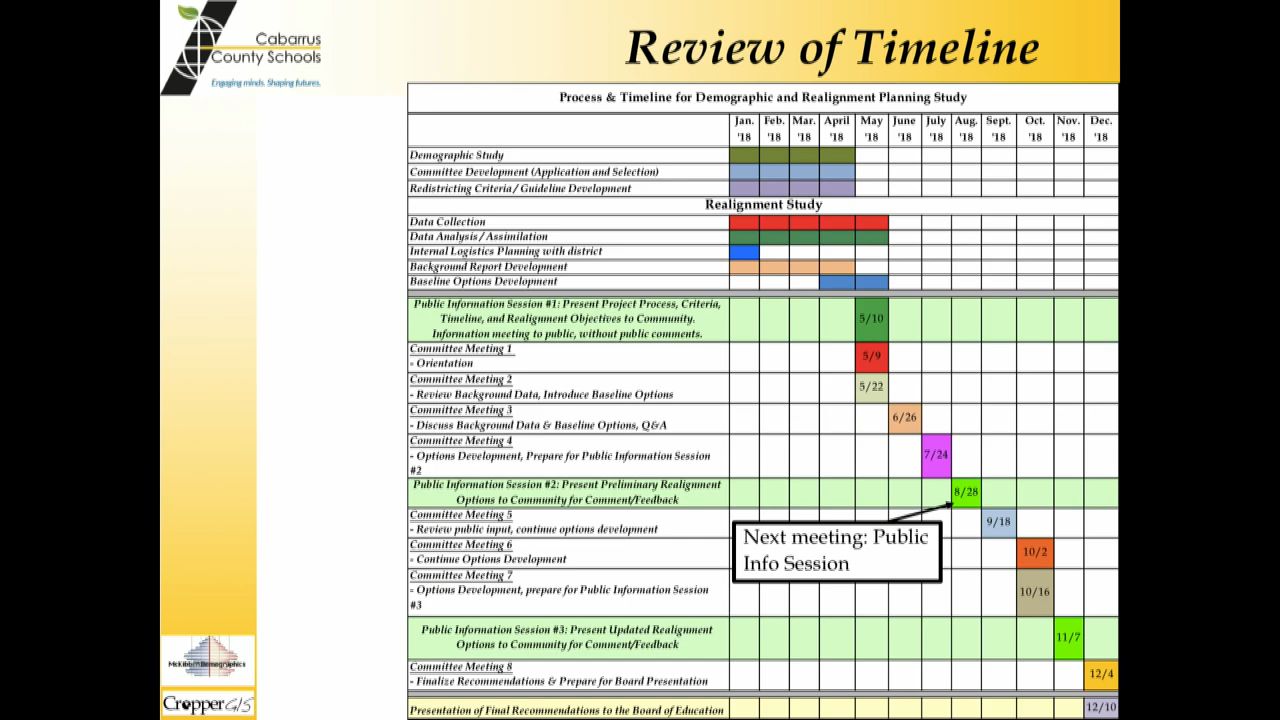 Cabarrus
County Schools
Engaging minds. Shaping futures.
Review of Timeline
Process & Timeline for Demographic and Realignment Planning Study
Jan. '18 Feb. '18 Mar. '18 April '18 May '18 June '18 July '18 Aug. '18 Sept. '18 Oct. '18 Nov. '18 Dec. '18
Demographic Study
Committee Development (Application and Selection)
Redistricting Criteria / Guideline Development
Realignment Study
Data Collection
Data Analysis / Assimilation
Internal Logistics Planning with district
Background Report Development
Baseline Options Development
Public Information Session #1: Present Project Process, Criteria,
Timeline, and Realignment Objectives to Community.
Information meeting to public, without public comments.
5/10
Committee Meeting 1
- Orientation
5/9
Committee Meeting 2
- Review Background Data, Introduce Baseline Options
5/22
Committee Meeting 3
- Discuss Background Data & Baseline Options, Q&A
6/26
Committee Meeting 4
- Options Development, Prepare for Public Information Session
#2
7/24
Public Information Session #2: Present Preliminary Realignment
Options to Community for Comment/Feedback
8/28
Committee Meeting 5
- Review public input, continue options development
9/18
Next meeting: Public
Info Session
Committee Meeting 6
- Continue Options Development
10/2
Committee Meeting 7
- Options Development, prepare for Public Information Session
#3
10/16
Public Information Session #3: Present Updated Realignment
Options to Community for Comment/Feedback
11/7
Committee Meeting 8
- Finalize Recommendations & Prepare for Board Presentation
12/4
Presentation of Final Recommendations to the Board of Education
12/10
McKibben Demographics
Cropper GIS